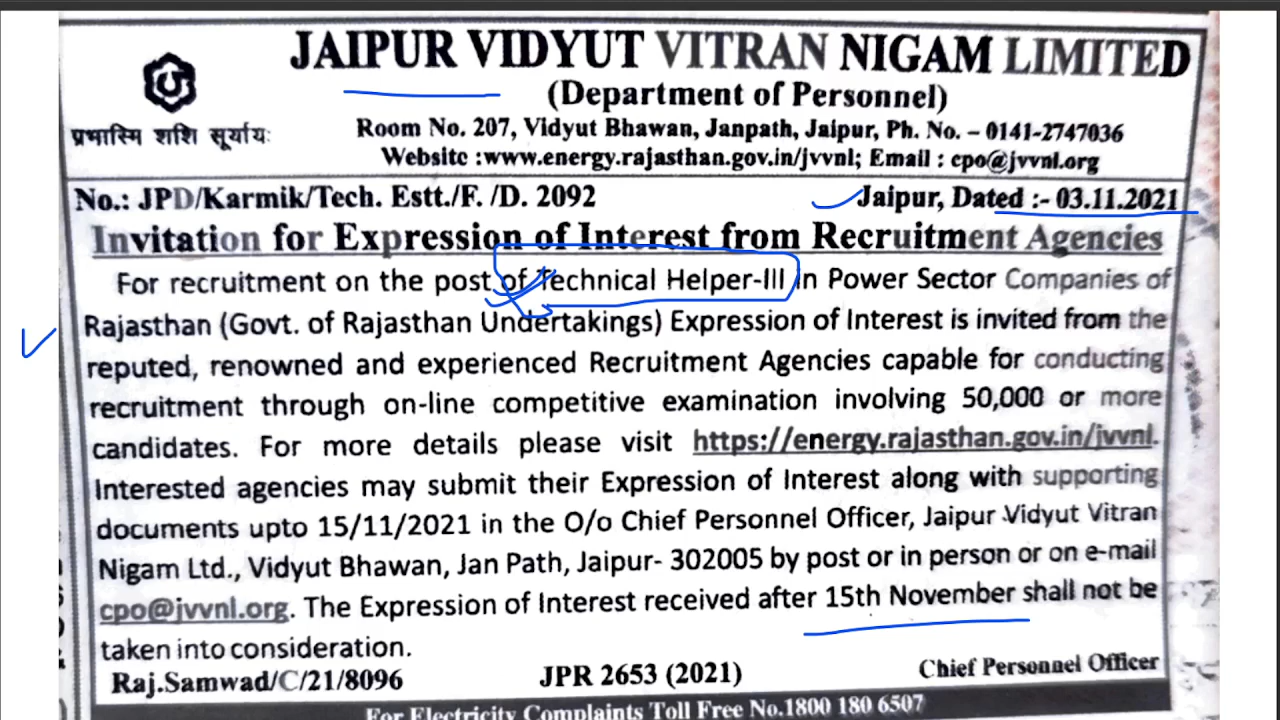 JAIPUR VIDYUT VITRAN NIGAM LIMITED
(Department of Personnel)
प्रभास्मि शशि सूर्ययाः
Room No. 207, Vidyut Bhawan, Janpath, Jaipur, Ph. No. – 0141-2747036
Website :www.energy.rajasthan.gov.in/jvvnl; Email : cpo@jvvnl.org
No.: JPD/Karmik/Tech. Estt./F. /D. 2092 Jaipur, Dated :- 03.11.2021
Invitation for Expression of Interest from Recruitment Agencies
For recruitment on the post of Technical Helper-III in Power Sector Companies of
Rajasthan (Govt. of Rajasthan Undertakings) Expression of Interest is invited from the
reputed, renowned and experienced Recruitment Agencies capable for conducting
recruitment through on-line competitive examination involving 50,000 or more
candidates. For more details please visit https://energy.rajasthan.gov.in/jvvnl.
Interested agencies may submit their Expression of Interest along with supporting
documents upto 15/11/2021 in the O/o Chief Personnel Officer, Jaipur Vidyut Vitran
Nigam Ltd., Vidyut Bhawan, Jan Path, Jaipur- 302005 by post or in person or on e-mail
cpo@jvvnl.org. The Expression of Interest received after 15th November shall not be
taken into consideration.
Raj.Samwad/C/21/8096 JPR 2653 (2021) Chief Personnel Officer
For Electricity Complaints Toll Free No.1800 180 6507